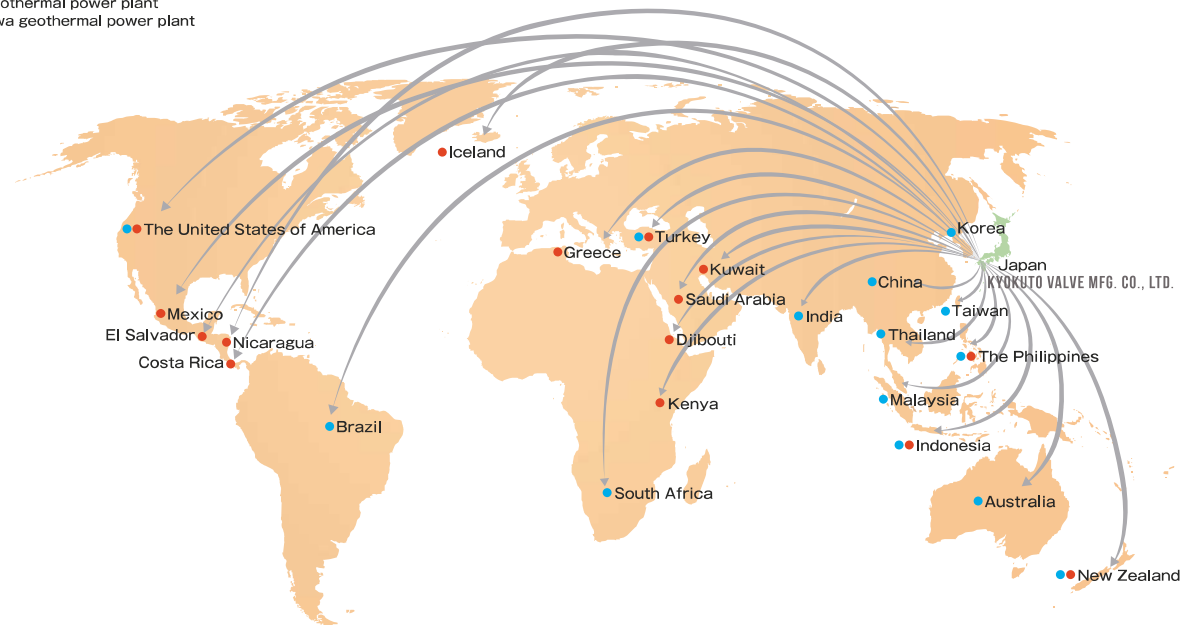 othermal power plant
wa geothermal power plant
Iceland
The United States of America
Korea
Greece
Turkey
Japan
Kuwait
China
KYOKUTO VALVE MFG. CO., LTD.
Saudi Arabia
Mexico
India
Taiwan
El Salvador
Nicaragua
Djibouti
Thailand
Costa Rica
The Philippines
Kenya
Malaysia
Brazil
Indonesia
South Africa
Australia
New Zealand